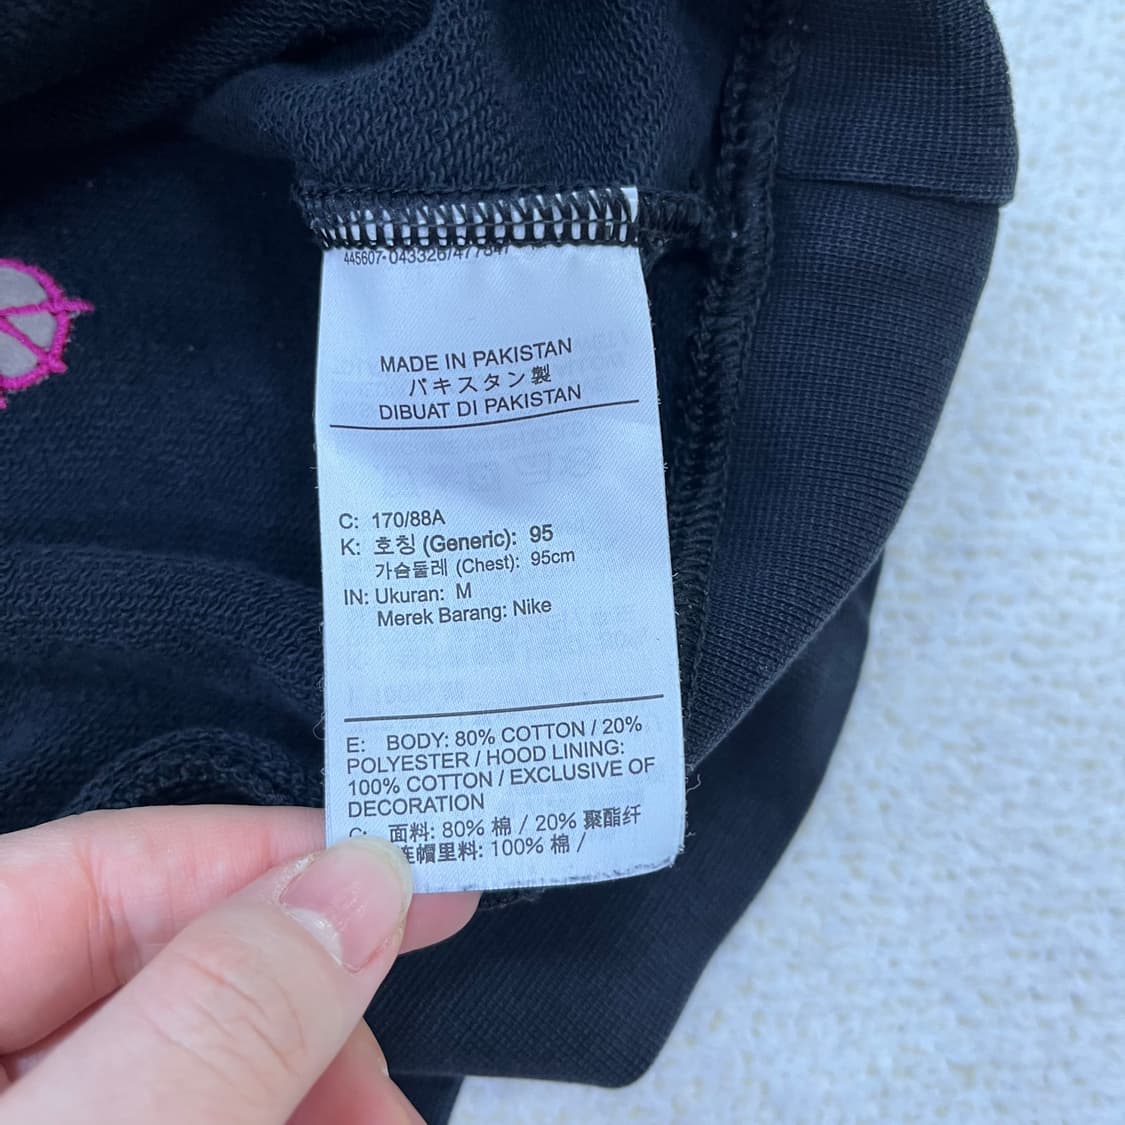 445607-043326/477847
MADE IN PAKISTAN
パキスタン製
DIBUAT DI PAKISTAN
C: 170/88A
K: 호칭 (Generic): 95
가슴둘레 (Chest): 95cm
IN: Ukuran: M
Merek Barang: Nike
E: BODY: 80% COTTON / 20%
POLYESTER / HOOD LINING:
100% COTTON / EXCLUSIVE OF
DECORATION
C: 面料: 80% 棉 / 20% 聚酯纤
连帽里料: 100% 棉 /